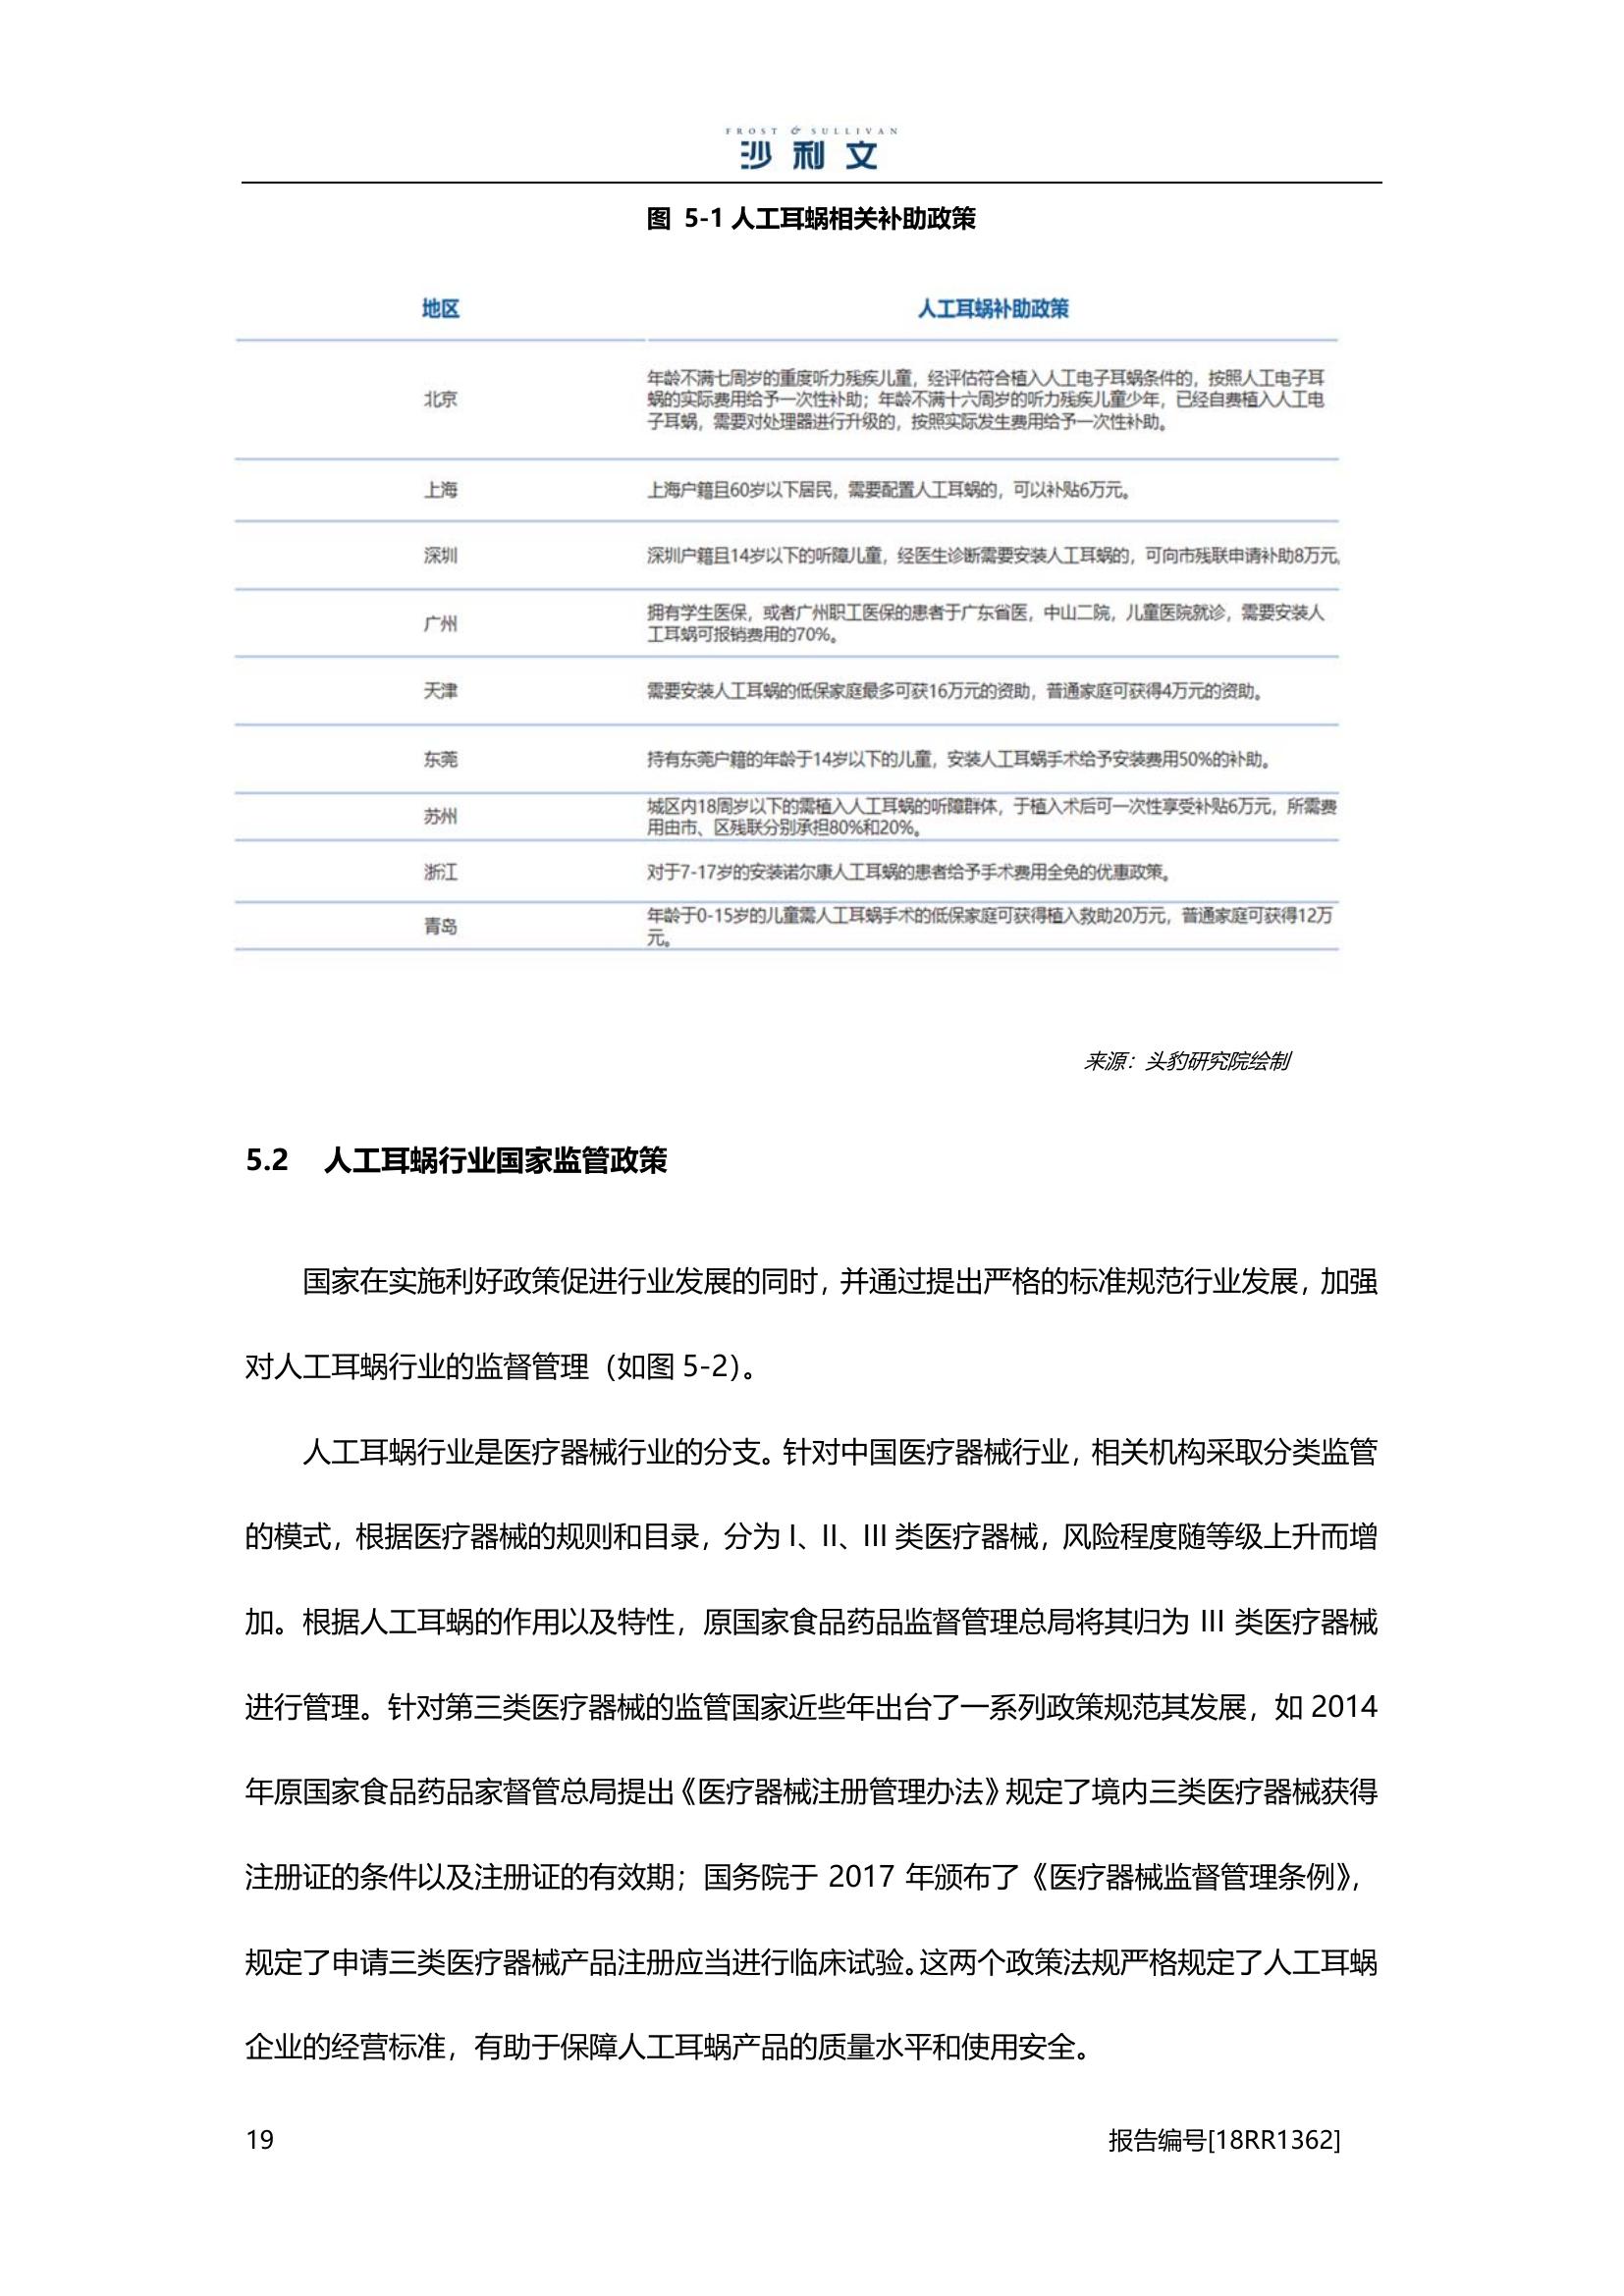 FROST & SULLIVAN
沙利文
图 5-1 人工耳蜗相关补助政策
地区 人工耳蜗补助政策
北京
年龄不满七周岁的重度听力残疾儿童，经评估符合植入人工电子耳蜗条件的，按照人工电子耳
蜗的实际费用给予一次性补助；年龄不满十六周岁的听力残疾儿童少年，已经自费植入人工电
子耳蜗，需要对处理器进行升级的，按照实际发生费用给予一次性补助。
上海 上海户籍且60岁以下居民，需要配置人工耳蜗的，可以补贴6万元。
深圳 深圳户籍且14岁以下的听障儿童，经医生诊断需要安装人工耳蜗的，可向市残联申请补助8万元。
广州
拥有学生医保，或者广州职工医保的患者于广东省医，中山二院，儿童医院就诊，需要安装人
工耳蜗可报销费用的70%。
天津 需要安装人工耳蜗的低保家庭最多可获16万元的资助，普通家庭可获得4万元的资助。
东莞 持有东莞户籍的年龄于14岁以下的儿童，安装人工耳蜗手术给予安装费用50%的补助。
苏州
城区内18周岁以下的需植入人工耳蜗的听障群体，于植入术后可一次性享受补贴6万元，所需费
用由市、区残联分别承担80%和20%。
浙江 对于7-17岁的安装诺尔康人工耳蜗的患者给予手术费用全免的优惠政策。
青岛
年龄于0-15岁的儿童需人工耳蜗手术的低保家庭可获得植入救助20万元，普通家庭可获得12万
元。
来源：头豹研究院绘制
5.2 人工耳蜗行业国家监管政策
国家在实施利好政策促进行业发展的同时，并通过提出严格的标准规范行业发展，加强
对人工耳蜗行业的监督管理（如图 5-2）。
人工耳蜗行业是医疗器械行业的分支。针对中国医疗器械行业，相关机构采取分类监管
的模式，根据医疗器械的规则和目录，分为 I、II、III 类医疗器械，风险程度随等级上升而增
加。根据人工耳蜗的作用以及特性，原国家食品药品监督管理总局将其归为 III 类医疗器械
进行管理。针对第三类医疗器械的监管国家近些年出台了一系列政策规范其发展，如 2014
年原国家食品药品家督管总局提出《医疗器械注册管理办法》规定了境内三类医疗器械获得
注册证的条件以及注册证的有效期；国务院于 2017 年颁布了《医疗器械监督管理条例》，
规定了申请三类医疗器械产品注册应当进行临床试验。这两个政策法规严格规定了人工耳蜗
企业的经营标准，有助于保障人工耳蜗产品的质量水平和使用安全。
19 报告编号[18RR1362]